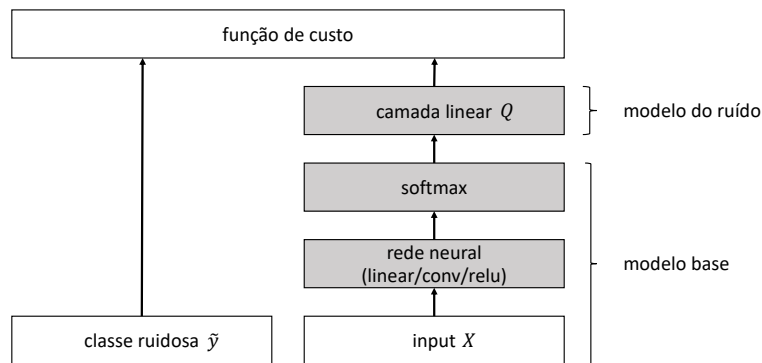 função de custo
camada linear Q
modelo do ruído
softmax
rede neural
(linear/conv/relu)
modelo base
classe ruidosa ỹ
input X